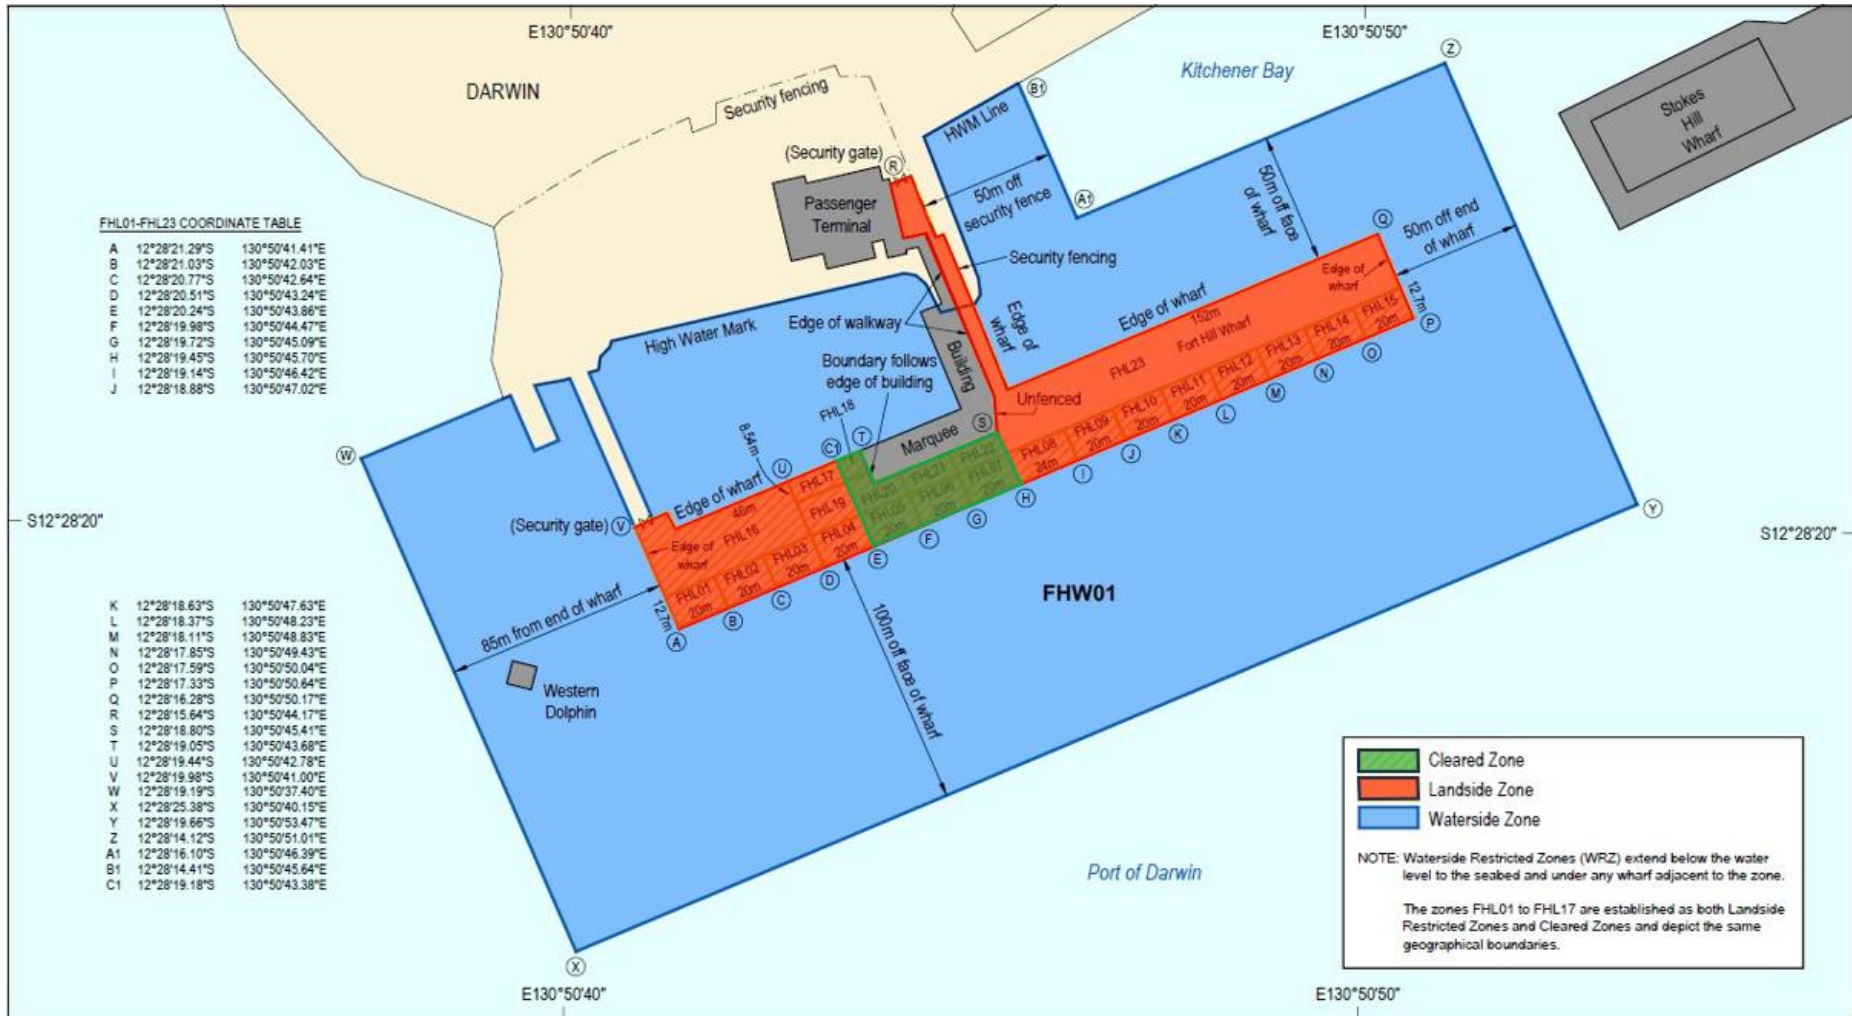 E130°50'40"
E130°50'50"
Z
Kitchener Bay
DARWIN
Security fencing
B1
HWM Line
Stokes
Hill
Wharf
(Security gate)
R
50m off
security fence
A1
50m off face
of wharf
Passenger
Terminal
Q
50m off end
of wharf
FHL01-FHL23 COORDINATE TABLE
A 12°28'21.29"S 130°50'41.41"E
B 12°28'21.03"S 130°50'42.03"E
C 12°28'20.77"S 130°50'42.64"E
D 12°28'20.51"S 130°50'43.24"E
E 12°28'20.24"S 130°50'43.86"E
F 12°28'19.98"S 130°50'44.47"E
G 12°28'19.72"S 130°50'45.09"E
H 12°28'19.45"S 130°50'45.70"E
I 12°28'19.14"S 130°50'46.42"E
J 12°28'18.88"S 130°50'47.02"E
Security fencing
Edge of
wharf
Edge of wharf
152m
Fort Hill Wharf
FHL23
12.7m
P
Edge of walkway
Edge of
wharf
High Water Mark
Building
Boundary follows
edge of building
Unfenced
FHL18
8.54m
C1
T
S
Marquee
U
W
Edge of wharf
46m
FHL16
FHL17
FHL19
FHL20
FHL21
FHL22
(Security gate)
V
Edge of
wharf
FHL01
20m
FHL02
20m
FHL03
20m
FHL04
20m
FHL05
20m
FHL06
20m
FHL07
20m
FHL08
24m
FHL09
20m
FHL10
20m
FHL11
20m
FHL12
20m
FHL13
20m
FHL14
20m
FHL15
20m
12.7m
A
B
C
D
E
F
G
H
I
J
K
L
M
N
O
Y
S12°28'20"
S12°28'20"
85m from end of wharf
100m off face of wharf
FHW01
Western
Dolphin
K 12°28'18.63"S 130°50'47.63"E
L 12°28'18.37"S 130°50'48.23"E
M 12°28'18.11"S 130°50'48.83"E
N 12°28'17.85"S 130°50'49.43"E
O 12°28'17.59"S 130°50'50.04"E
P 12°28'17.33"S 130°50'50.64"E
Q 12°28'16.28"S 130°50'50.17"E
R 12°28'15.64"S 130°50'44.17"E
S 12°28'18.80"S 130°50'45.41"E
T 12°28'19.05"S 130°50'43.68"E
U 12°28'19.44"S 130°50'42.78"E
V 12°28'19.98"S 130°50'41.00"E
W 12°28'19.19"S 130°50'37.40"E
X 12°28'25.38"S 130°50'40.15"E
Y 12°28'19.66"S 130°50'53.47"E
Z 12°28'14.12"S 130°50'51.01"E
A1 12°28'16.10"S 130°50'46.39"E
B1 12°28'14.41"S 130°50'45.64"E
C1 12°28'19.18"S 130°50'43.38"E
Port of Darwin
X
Cleared Zone
Landside Zone
Waterside Zone
NOTE: Waterside Restricted Zones (WRZ) extend below the water
level to the seabed and under any wharf adjacent to the zone.
The zones FHL01 to FHL17 are established as both Landside
Restricted Zones and Cleared Zones and depict the same
geographical boundaries.
E130°50'40"
E130°50'50"